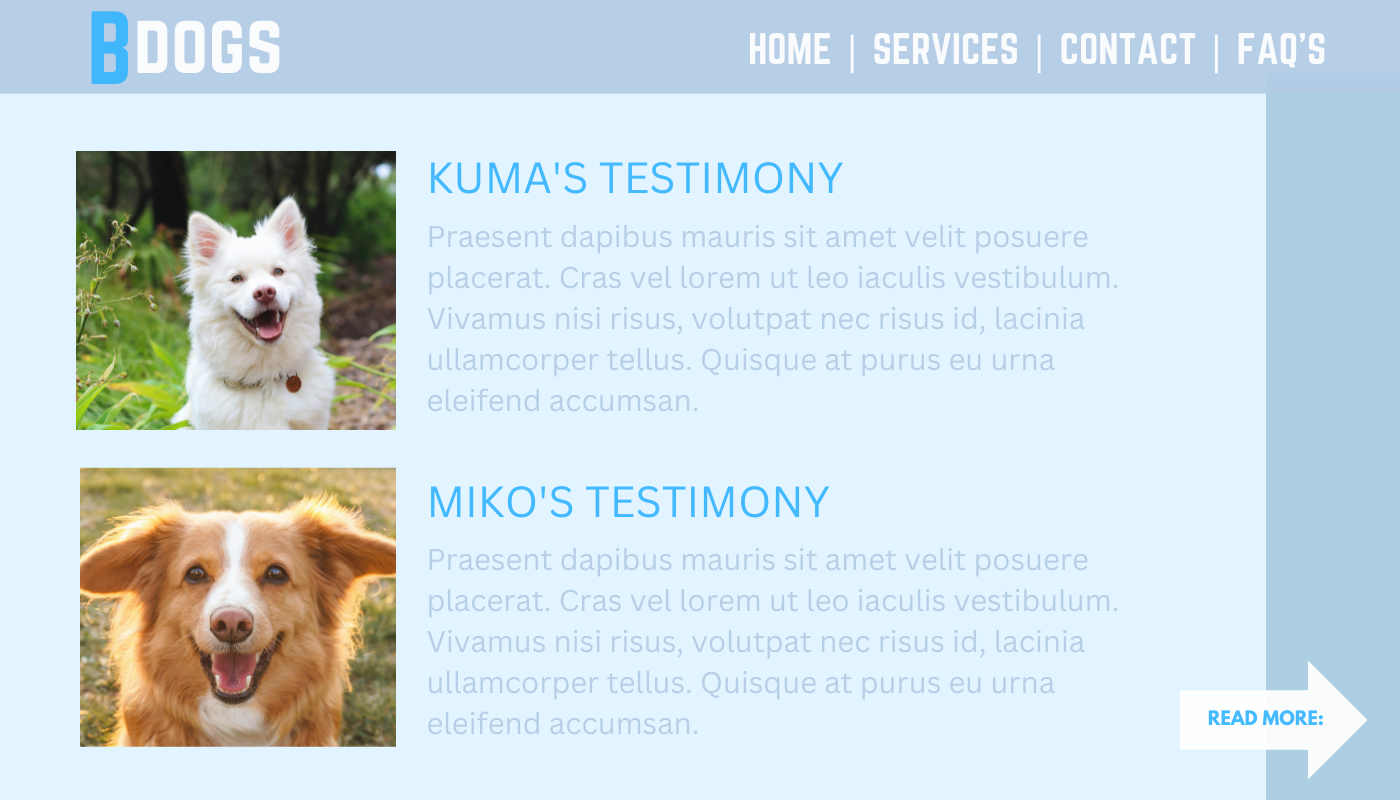 BDOGS
HOME | SERVICES | CONTACT | FAQ'S
KUMA'S TESTIMONY
Praesent dapibus mauris sit amet velit posuere
placerat. Cras vel lorem ut leo iaculis vestibulum.
Vivamus nisi risus, volutpat nec risus id, lacinia
ullamcorper tellus. Quisque at purus eu urna
eleifend accumsan.
MIKO'S TESTIMONY
Praesent dapibus mauris sit amet velit posuere
placerat. Cras vel lorem ut leo iaculis vestibulum.
Vivamus nisi risus, volutpat nec risus id, lacinia
ullamcorper tellus. Quisque at purus eu urna
eleifend accumsan.
READ MORE: